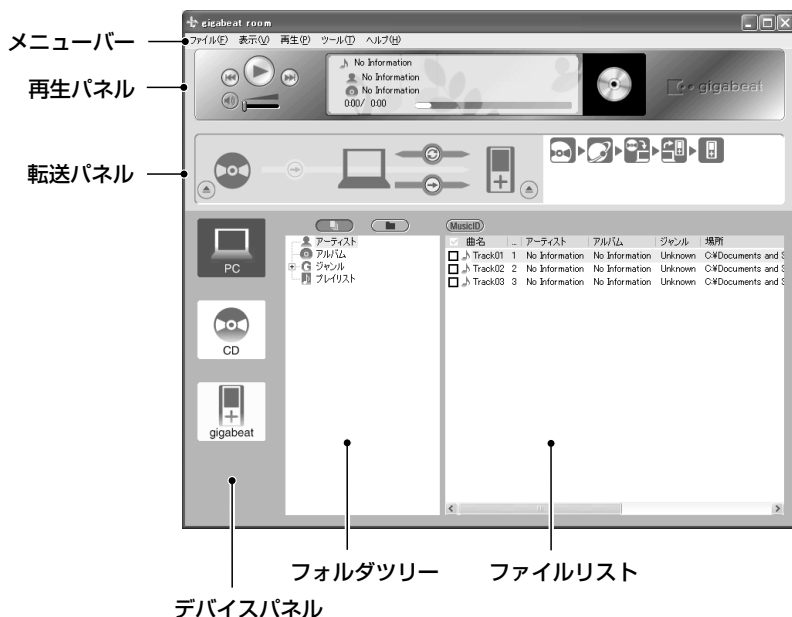 gigabeat room
ファイル(F) 表示(V) 再生(P) ツール(T) ヘルプ(H)
メニューバー
再生パネル
No Information
No Information
No Information
0:00/ 0:00
gigabeat
転送パネル
PC
CD
gigabeat
アーティスト
アルバム
ジャンル
プレイリスト
MusicID
曲名 .. アーティスト アルバム ジャンル 場所
Track01 1 No Information No Information Unknown C:¥Documents and S
Track02 2 No Information No Information Unknown C:¥Documents and S
Track03 3 No Information No Information Unknown C:¥Documents and S
フォルダツリー
ファイルリスト
デバイスパネル